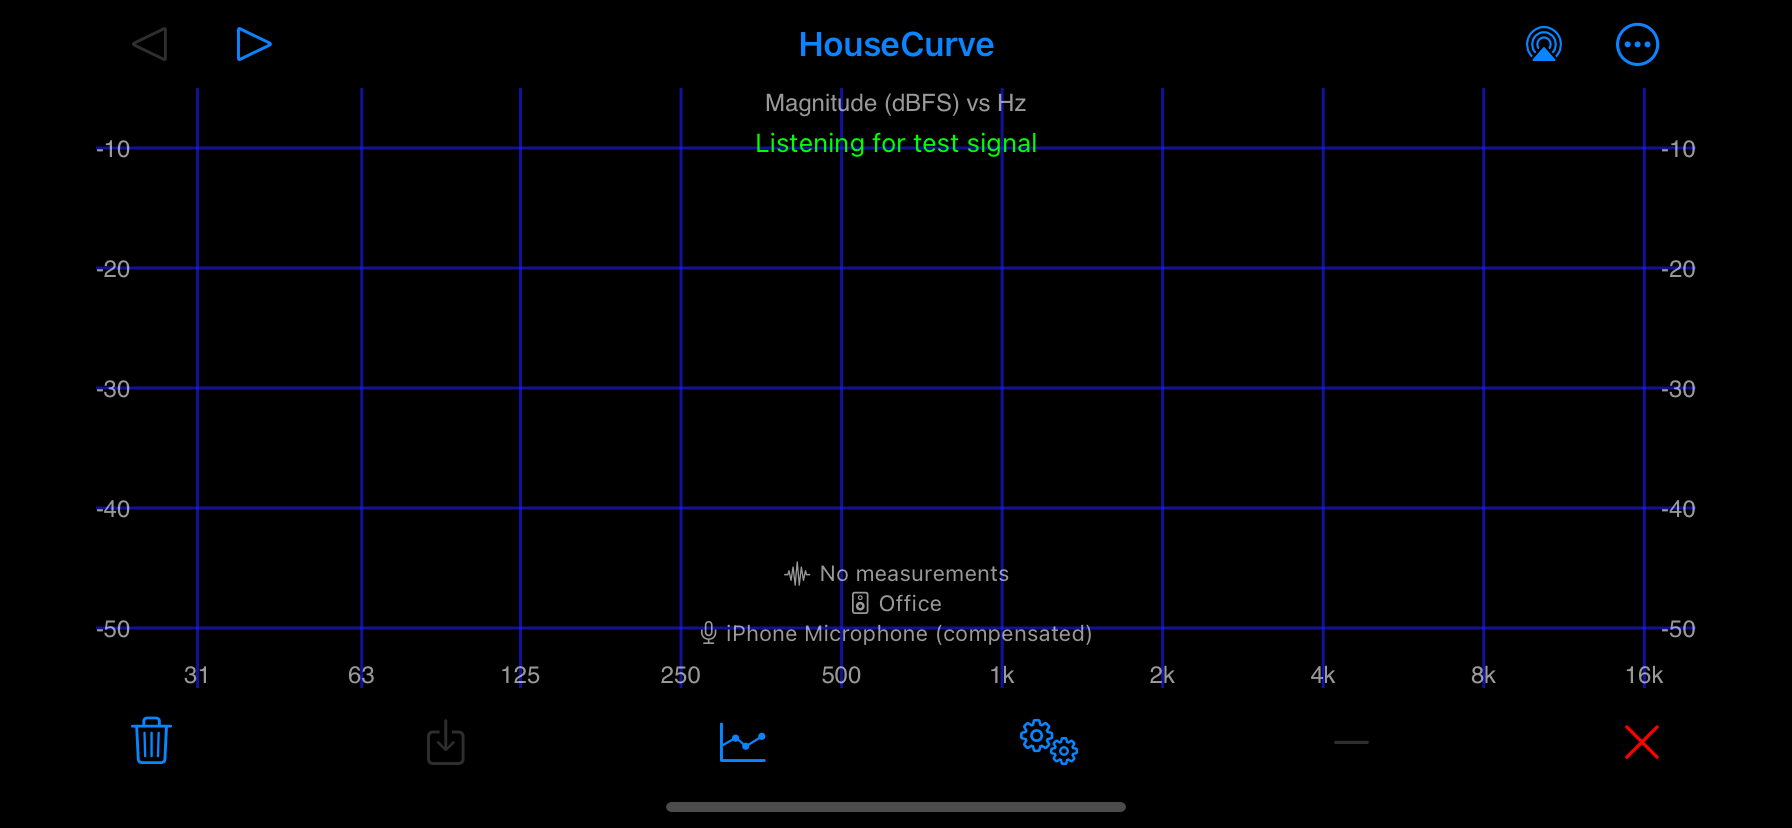 HouseCurve
Magnitude (dBFS) vs Hz
Listening for test signal
-10 -10
-20 -20
-30 -30
-40 -40
No measurements
Office
-50 -50
iPhone Microphone (compensated)
31 63 125 250 500 1k 2k 4k 8k 16k